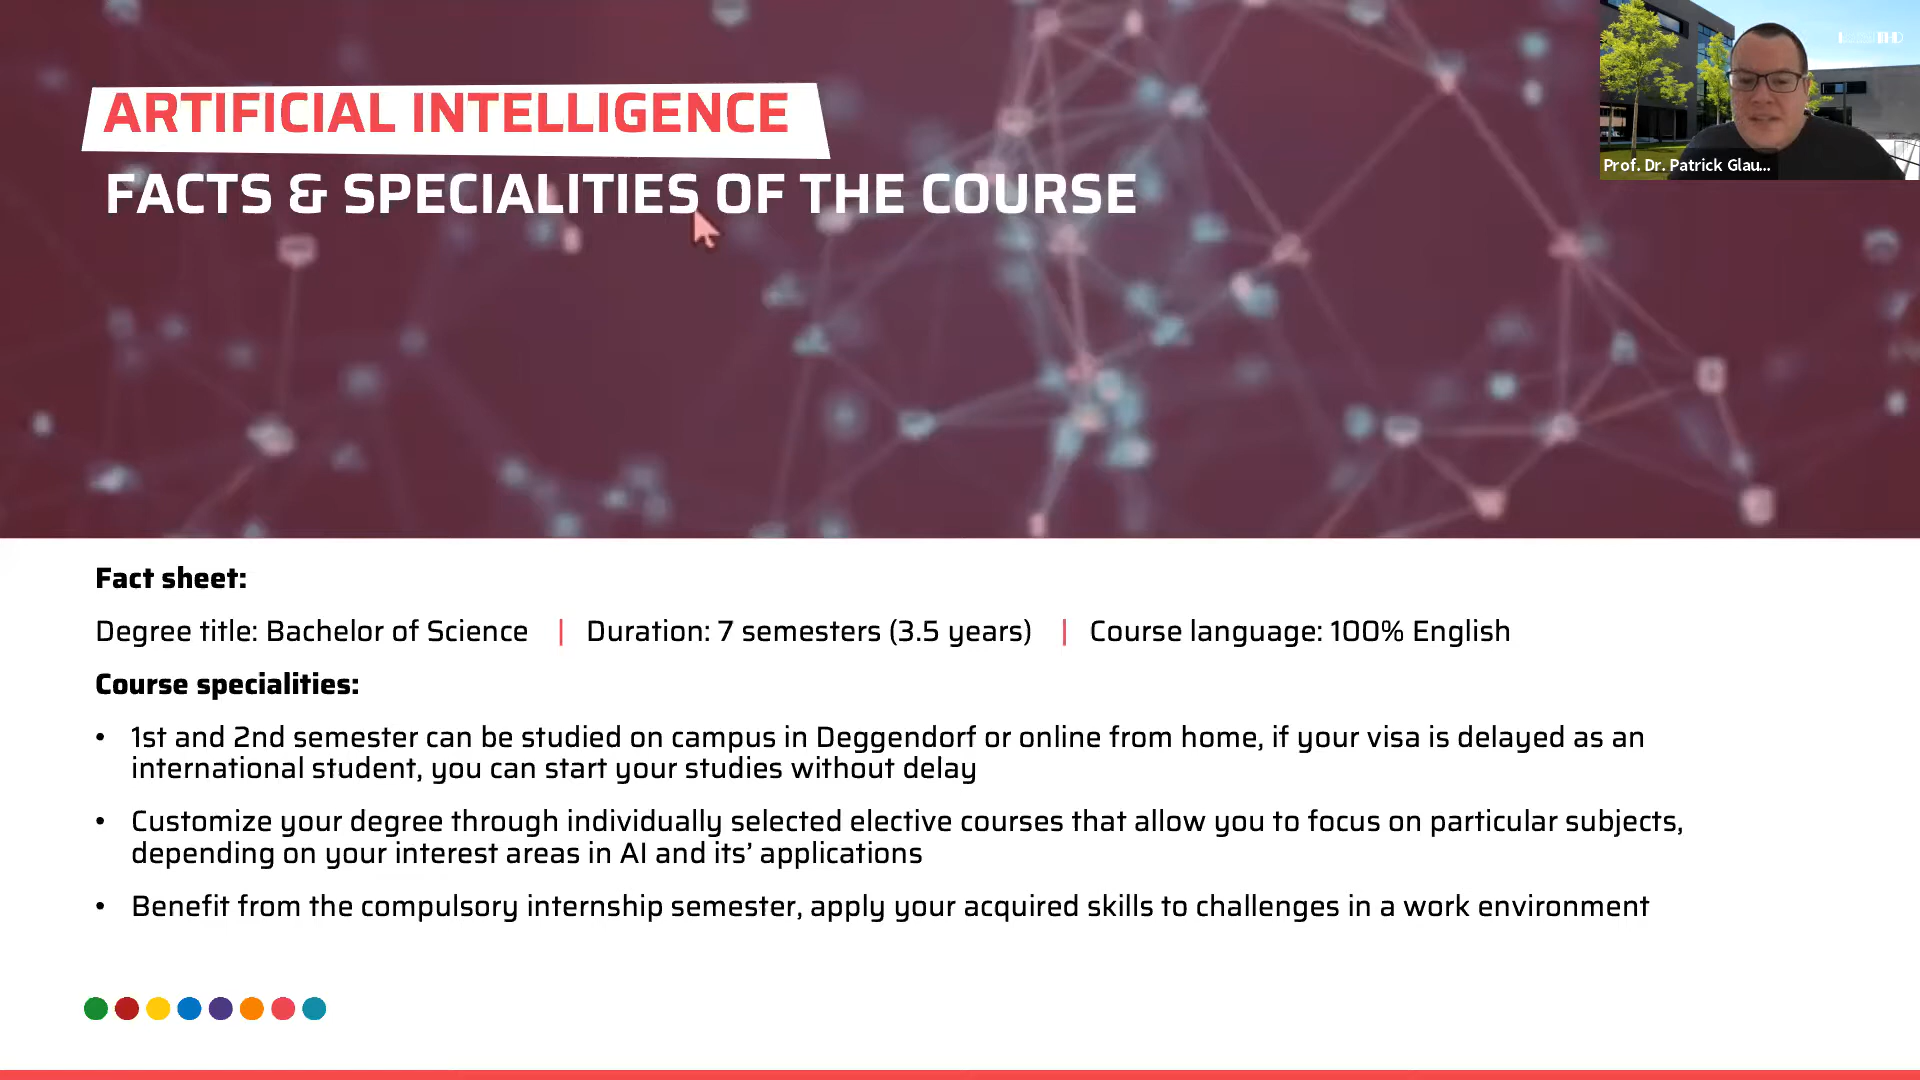 ARTIFICIAL INTELLIGENCE
FACTS & SPECIALITIES OF THE COURSE
Prof. Dr. Patrick Glau...
Fact sheet:
Degree title: Bachelor of Science | Duration: 7 semesters (3.5 years) | Course language: 100% English
Course specialities:
• 1st and 2nd semester can be studied on campus in Deggendorf or online from home, if your visa is delayed as an
international student, you can start your studies without delay
• Customize your degree through individually selected elective courses that allow you to focus on particular subjects,
depending on your interest areas in AI and its’ applications
• Benefit from the compulsory internship semester, apply your acquired skills to challenges in a work environment